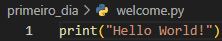 primeiro_dia > welcome.py
1 print("Hello World!")